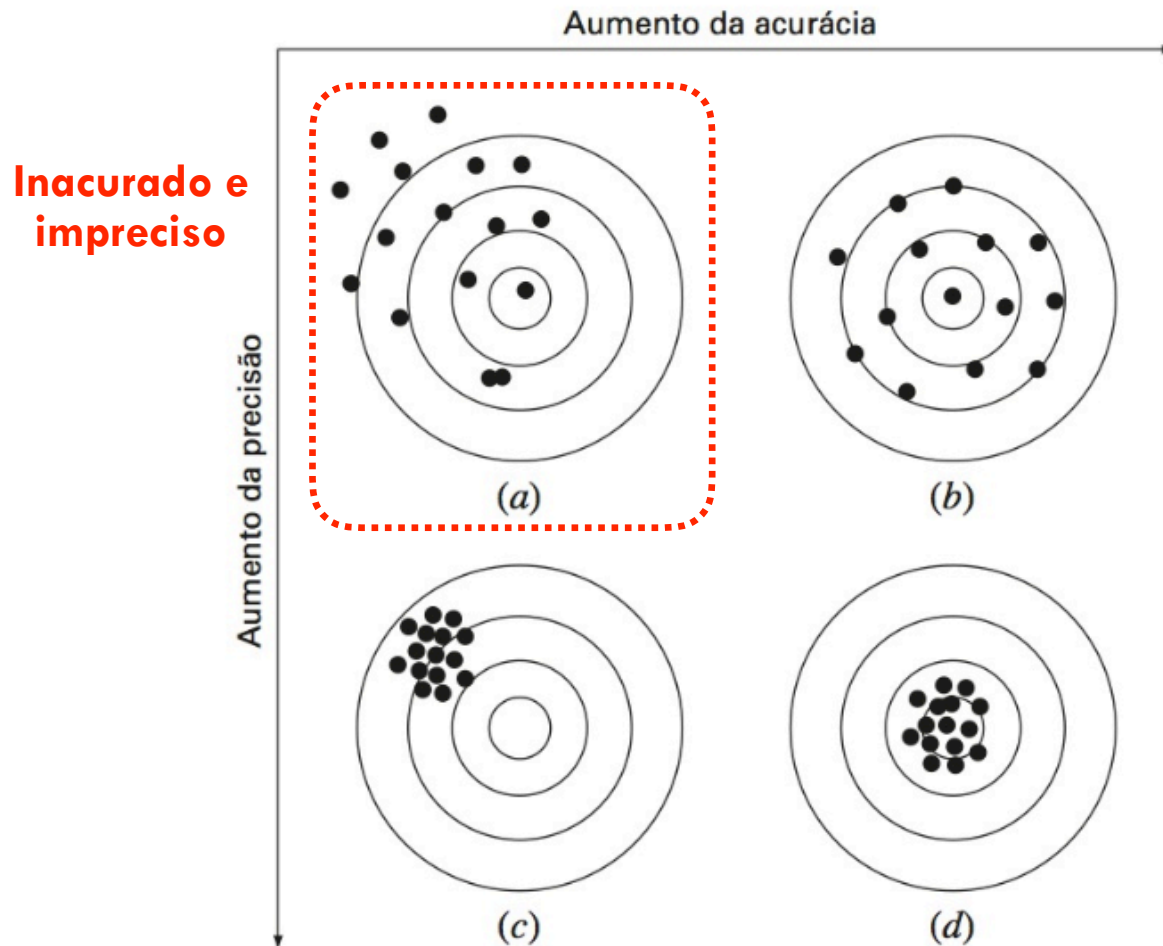 Aumento da acurácia
Inacurado e
impreciso
Aumento da precisão
(a)
(b)
(c)
(d)